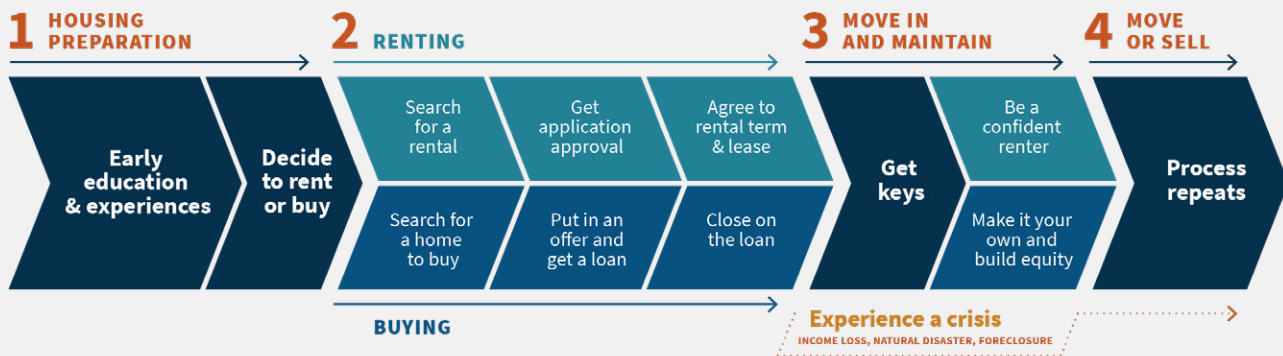 1 HOUSING
PREPARATION
2 RENTING
3 MOVE IN
AND MAINTAIN
4 MOVE
OR SELL
Early
education
& experiences
Decide
to rent
or buy
Search
for a
rental
Get
application
approval
Agree to
rental term
& lease
Search for
a home
to buy
Put in an
offer and
get a loan
Close on
the loan
BUYING
Get
keys
Be a
confident
renter
Make it your
own and
build equity
Process
repeats
Experience a crisis
INCOME LOSS, NATURAL DISASTER, FORECLOSURE